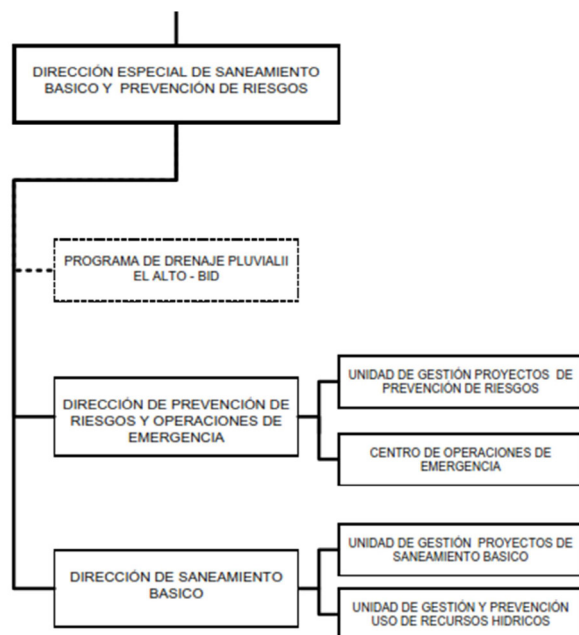 DIRECCIÓN ESPECIAL DE SANEAMIENTO
BASICO Y PREVENCIÓN DE RIESGOS
PROGRAMA DE DRENAJE PLUVIALII
EL ALTO - BID
DIRECCIÓN DE PREVENCIÓN DE
RIESGOS Y OPERACIONES DE
EMERGENCIA
UNIDAD DE GESTIÓN PROYECTOS DE
PREVENCIÓN DE RIESGOS
CENTRO DE OPERACIONES DE
EMERGENCIA
DIRECCIÓN DE SANEAMIENTO
BASICO
UNIDAD DE GESTIÓN PROYECTOS DE
SANEAMIENTO BASICO
UNIDAD DE GESTIÓN Y PREVENCIÓN
USO DE RECURSOS HIDRICOS